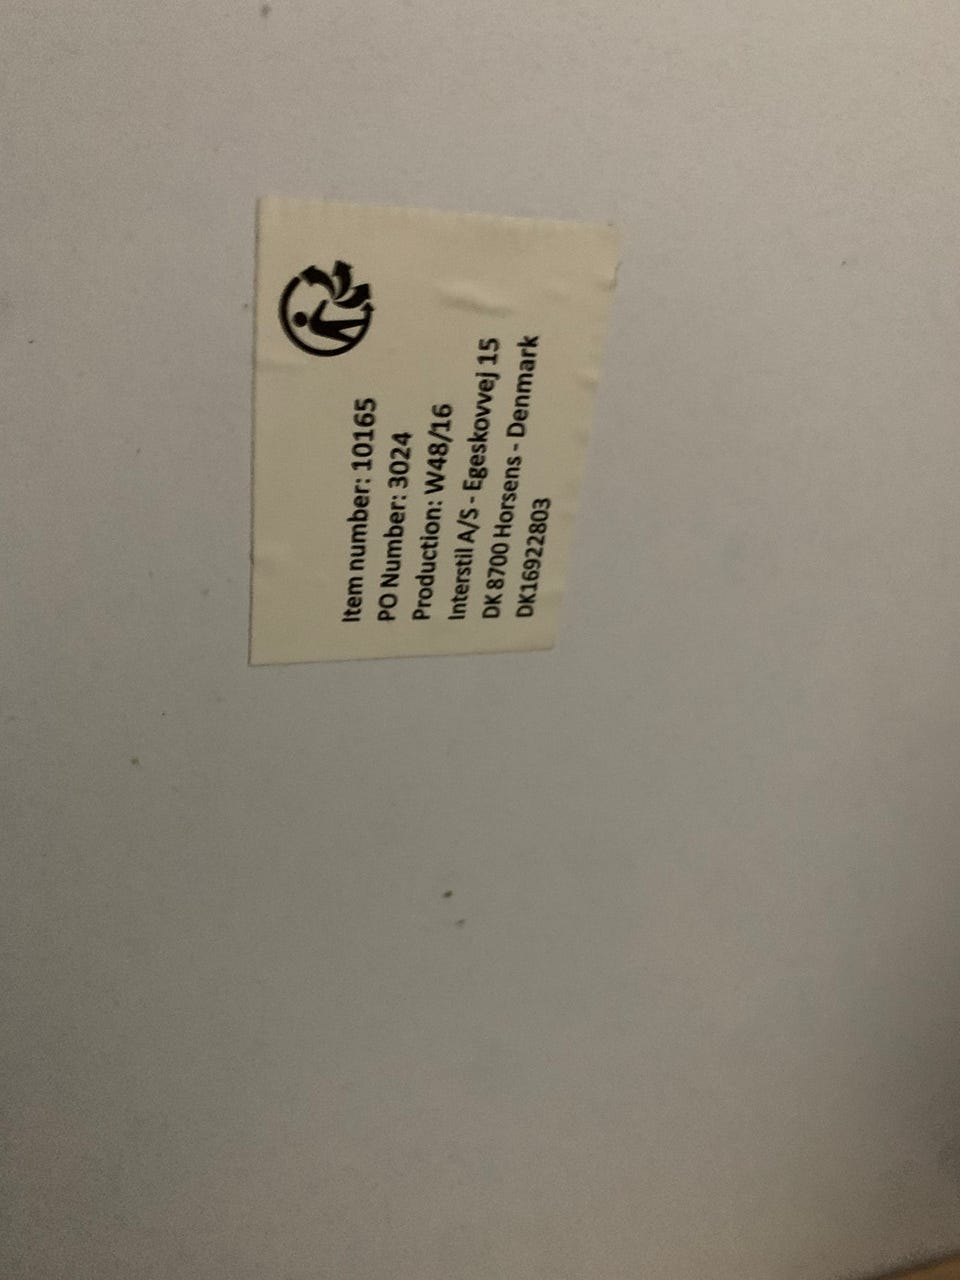 Item number: 10165
PO Number: 3024
Production: W48/16
Interstil A/S - Egeskovvej 15
DK 8700 Horsens - Denmark
DK16922803